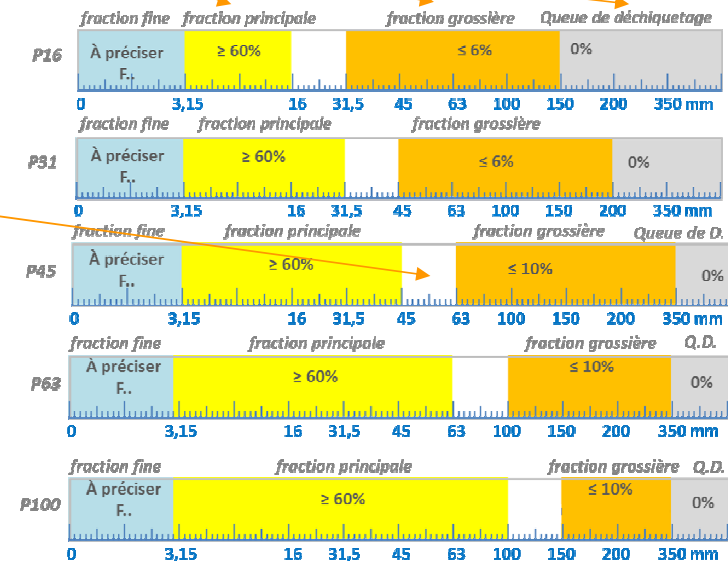 fraction fine fraction principale fraction grossière Queue de déchiquetage
P16 À préciser ≥ 60% ≤ 6% 0%
F..
0 3,15 16 31,5 45 63 100 150 200 350 mm
fraction fine fraction principale fraction grossière
P31 À préciser ≥ 60% ≤ 6% 0%
F..
0 3,15 16 31,5 45 63 100 150 200 350 mm
fraction fine fraction principale fraction grossière Queue de D.
P45 À préciser ≥ 60% ≤ 10% 0%
F..
0 3,15 16 31,5 45 63 100 150 200 350 mm
fraction fine fraction principale fraction grossière Q.D.
P63 À préciser ≥ 60% ≤ 10% 0%
F..
0 3,15 16 31,5 45 63 100 150 200 350 mm
fraction fine fraction principale fraction grossière Q.D.
P100 À préciser ≥ 60% ≤ 10% 0%
F..
0 3,15 16 31,5 45 63 100 150 200 350 mm